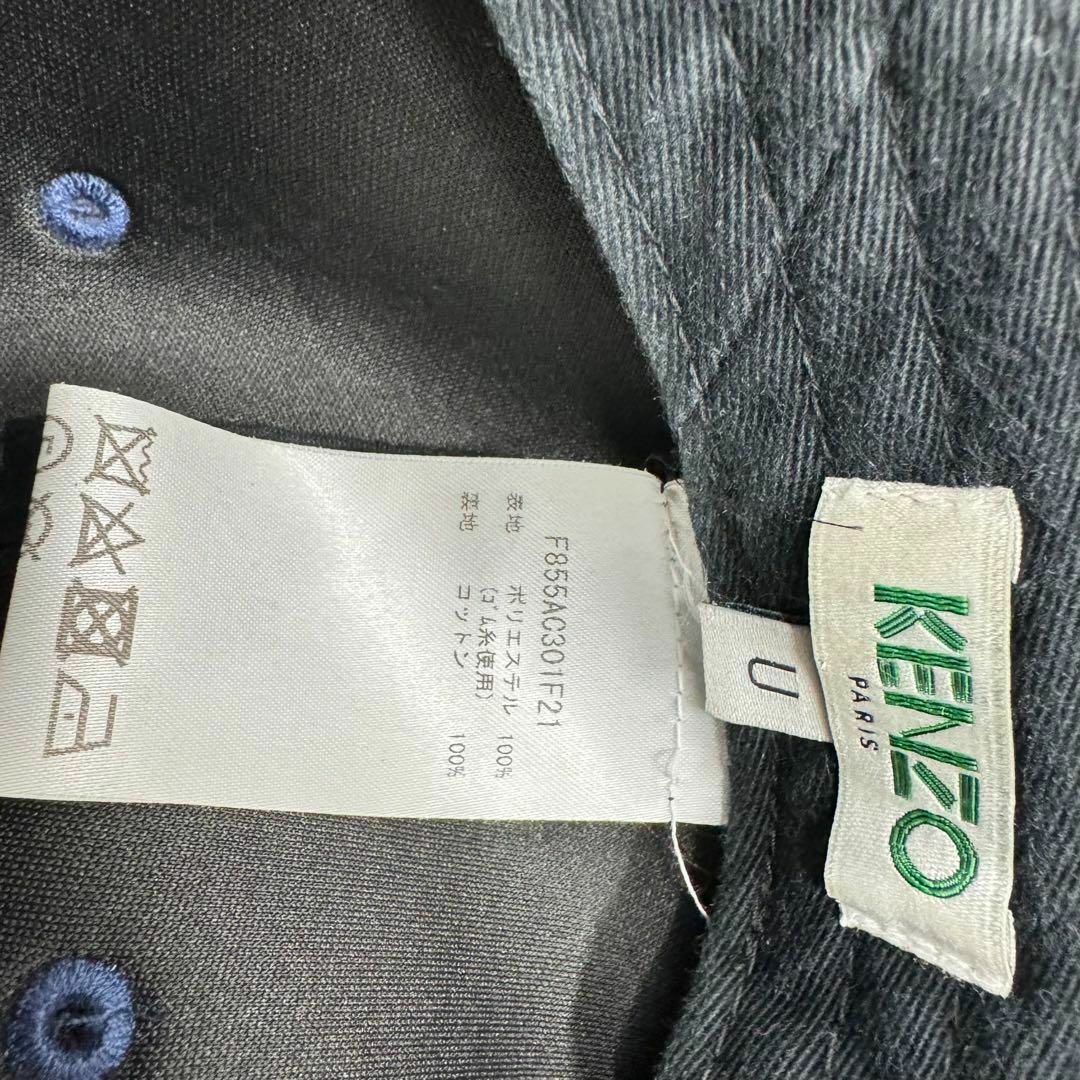 F855AC301F21
表地 ポリエステル 100%
(ゴム糸使用)
裏地 コットン 100%
U
KENZO
PARIS